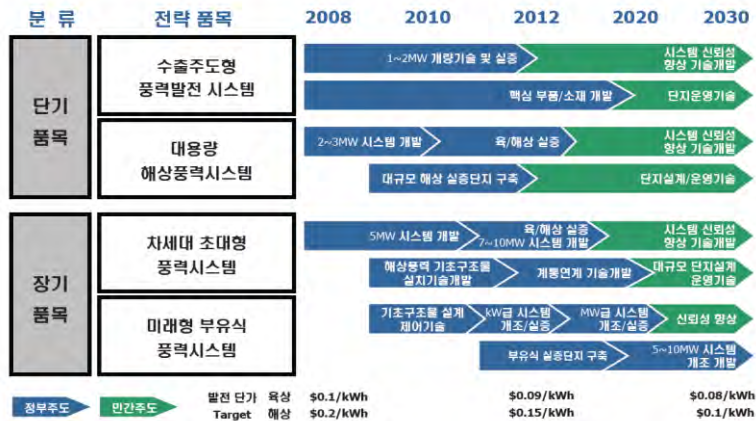 분 류 전략 품목 2008 2010 2012 2020 2030
단기
품목
수출주도형
풍력발전 시스템
1~2MW 개량기술 및 실증
시스템 신뢰성
향상 기술개발
핵심 부품/소재 개발
단지운영기술
대용량
해상풍력시스템
2~3MW 시스템 개발
육/해상 실증
시스템 신뢰성
향상 기술개발
대규모 해상 실증단지 구축
단지설계/운영기술
장기
품목
차세대 초대형
풍력시스템
5MW 시스템 개발
육/해상 실증
7~10MW 시스템 개발
시스템 신뢰성
향상 기술개발
해상풍력 기초구조물
설치기술개발
계통연계 기술개발
대규모 단지설계
운영기술
미래형 부유식
풍력시스템
기초구조물 설계
제어기술
kW급 시스템
개조/실증
MW급 시스템
개조/실증
신뢰성 향상
부유식 실증단지 구축
5~10MW 시스템
개조 개발
정부주도
민간주도
발전 단가 육상 $0.1/kWh $0.09/kWh $0.08/kWh
Target 해상 $0.2/kWh $0.15/kWh $0.1/kWh